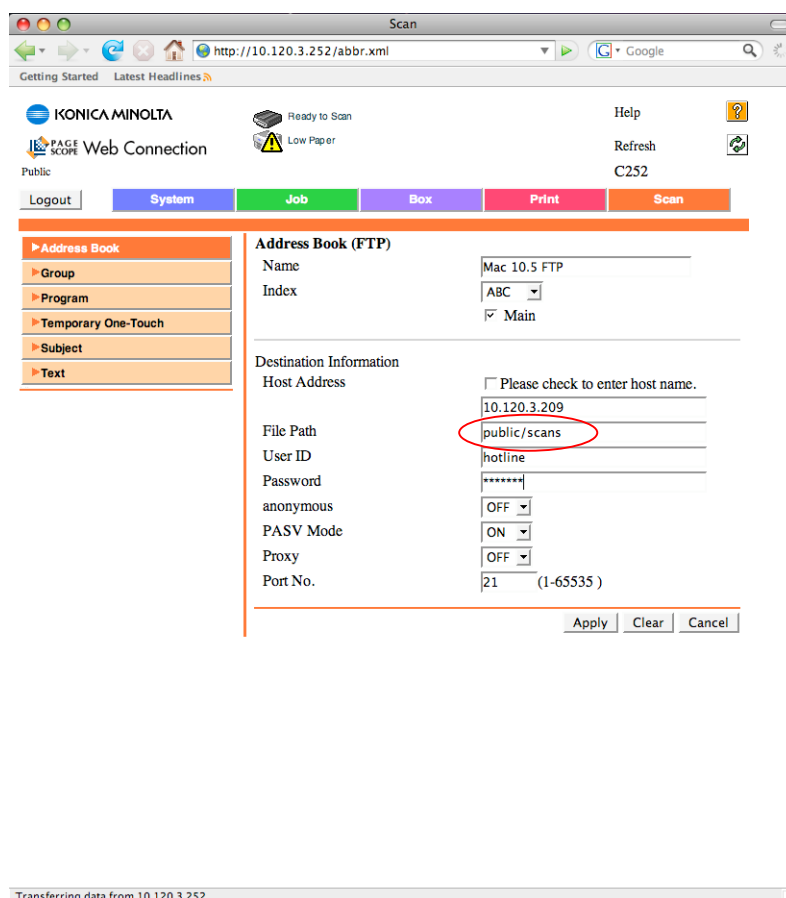 Scan
http://10.120.3.252/abbr.xml
G Google
Getting Started Latest Headlines
KONICA MINOLTA
Ready to Scan
Help ?
PAGE SCOPE Web Connection
Low Paper
Refresh
Public
C252
Logout System Job Box Print Scan
Address Book
Group
Program
Temporary One-Touch
Subject
Text
Address Book (FTP)
Name Mac 10.5 FTP
Index ABC
Main
Destination Information
Host Address Please check to enter host name.
10.120.3.209
File Path public/scans
User ID hotline
Password *******
anonymous OFF
PASV Mode ON
Proxy OFF
Port No. 21 (1-65535 )
Apply Clear Cancel
Transferring data from 10.120.3.252